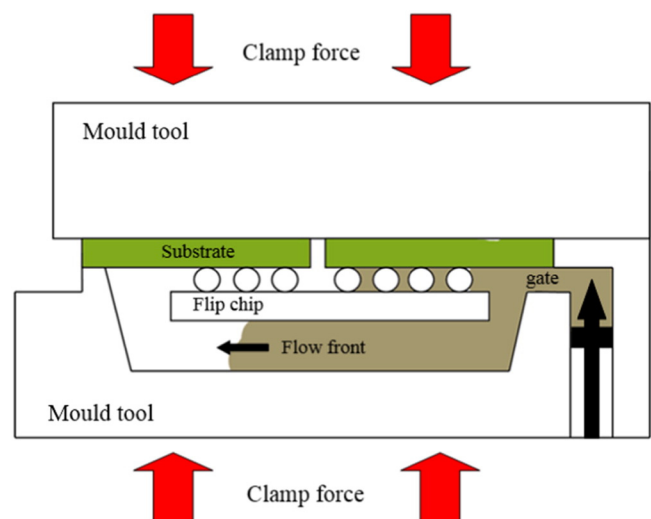 Clamp force
Mould tool
Substrate
gate
Flip chip
Flow front
Mould tool
Clamp force